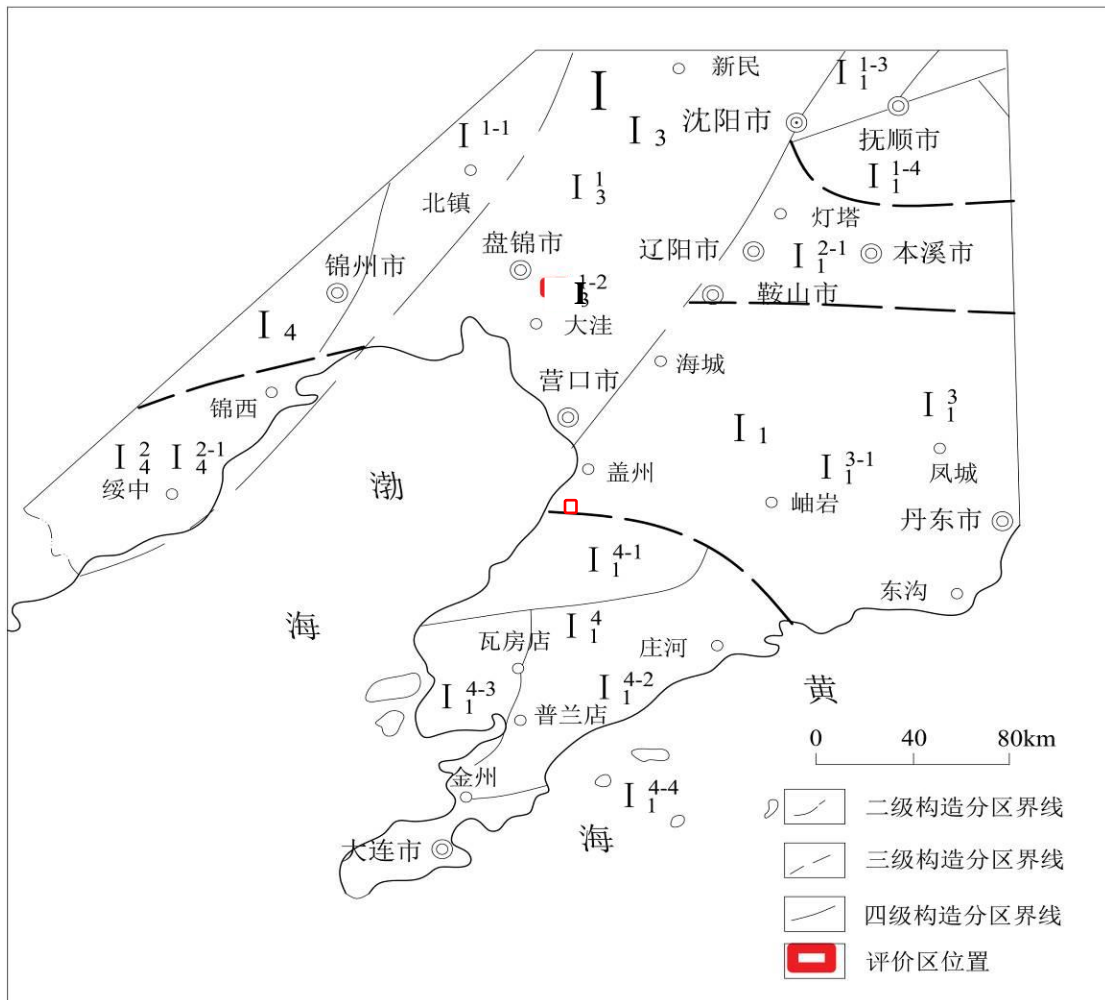 新民
I 1-3 1
I
I 3
沈阳市
抚顺市
I 1-1
北镇
I 1 3
I 1-4 1
灯塔
盘锦市
辽阳市
I 2-1 1
本溪市
锦州市
I 1-2 3
鞍山市
大洼
I 4
海城
锦西
营口市
I 3 1
I 1
I 2 4
I 2-1 4
绥中
渤
盖州
I 3-1 1
凤城
岫岩
丹东市
I 4-1 1
东沟
海
I 4 1
瓦房店
庄河
I 4-3 1
I 4-2 1
黄
普兰店
0 40 80km
金州
I 4-4 1
海
大连市
二级构造分区界线
三级构造分区界线
四级构造分区界线
评价区位置